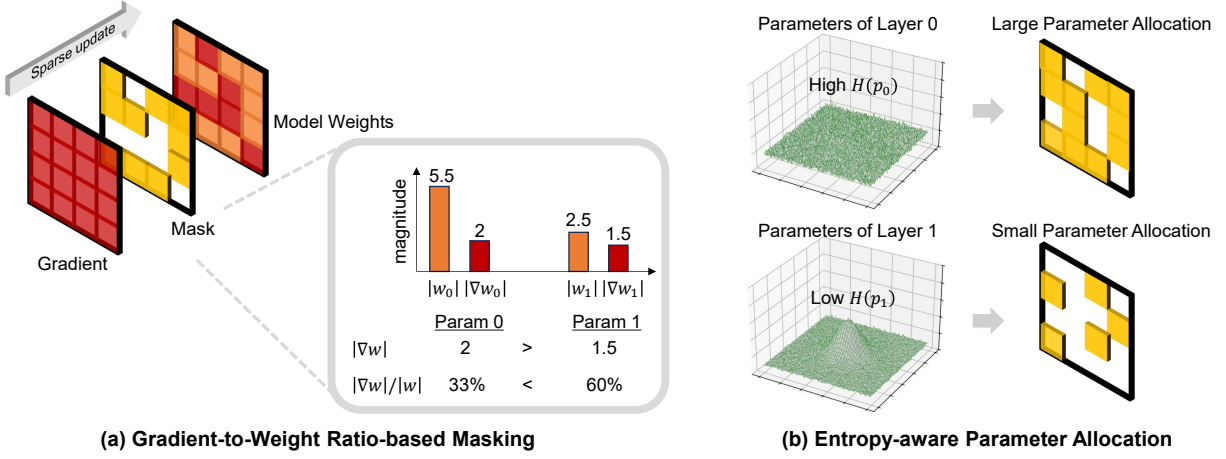 Sparse update
Model Weights
Mask
Gradient
magnitude
5.5
2
2.5
1.5
|w₀| |∇w₀|
|w₁| |∇w₁|
Param 0
Param 1
|∇w| 2 > 1.5
|∇w|/|w| 33% < 60%
(a) Gradient-to-Weight Ratio-based Masking
Parameters of Layer 0
Large Parameter Allocation
High H(p₀)
Parameters of Layer 1
Small Parameter Allocation
Low H(p₁)
(b) Entropy-aware Parameter Allocation